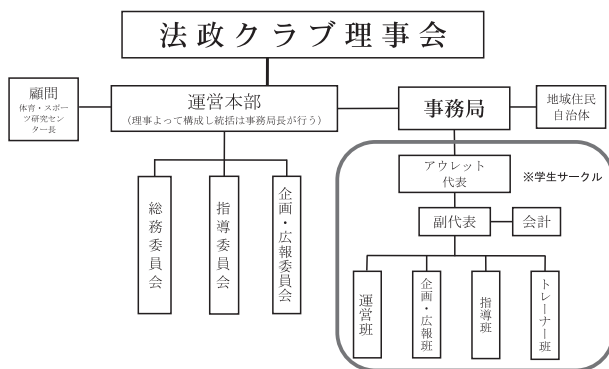 法政クラブ理事会
顧問
体育・スポー
ツ研究セン
ター長
運営本部
(理事よって構成し統括は事務局長が行う)
事務局
地域住民
自治体
アウレット
代表
※学生サークル
副代表
会計
総務委員会
指導委員会
企画・広報委員会
運営班
企画・広報班
指導班
トレーナー班